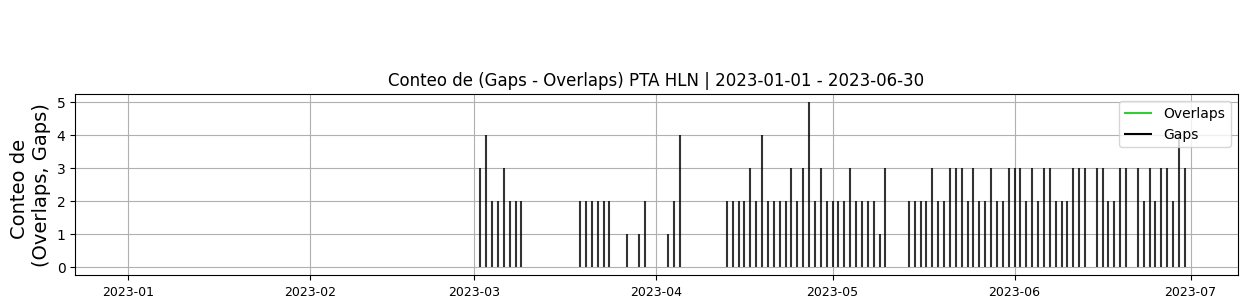 Conteo de (Gaps - Overlaps) PTA HLN | 2023-01-01 - 2023-06-30
Conteo de
(Overlaps, Gaps)
5
4
3
2
1
0
Overlaps
Gaps
2023-01 2023-02 2023-03 2023-04 2023-05 2023-06 2023-07